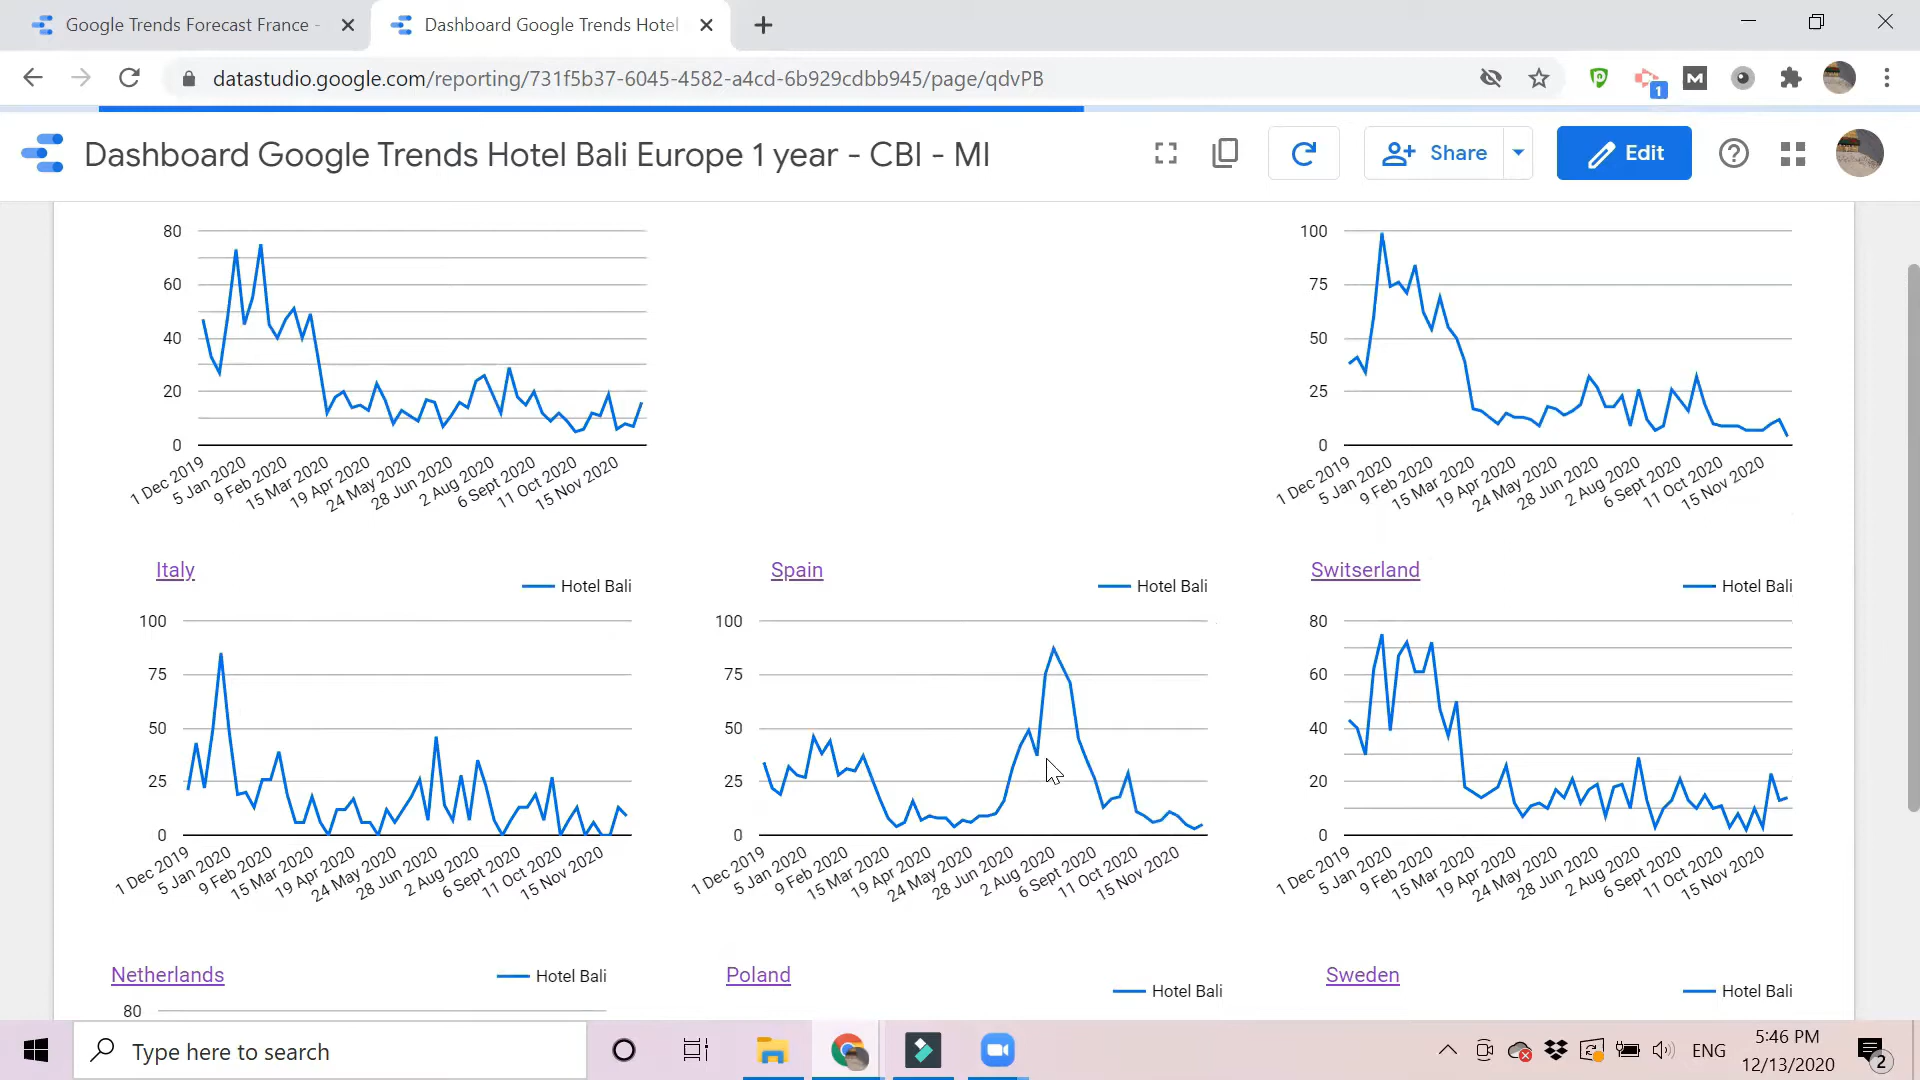 Google Trends Forecast France -
Dashboard Google Trends Hotel
datastudio.google.com/reporting/731f5b37-6045-4582-a4cd-6b929cdbb945/page/qdvPB
M
1
Dashboard Google Trends Hotel Bali Europe 1 year - CBI - MI
Share
Edit
80
60
40
20
0
1 Dec 2019
5 Jan 2020
9 Feb 2020
15 Mar 2020
19 Apr 2020
24 May 2020
28 Jun 2020
2 Aug 2020
6 Sept 2020
11 Oct 2020
15 Nov 2020
100
75
50
25
0
1 Dec 2019
5 Jan 2020
9 Feb 2020
15 Mar 2020
19 Apr 2020
24 May 2020
28 Jun 2020
2 Aug 2020
6 Sept 2020
11 Oct 2020
15 Nov 2020
Italy
Hotel Bali
100
75
50
25
0
1 Dec 2019
5 Jan 2020
9 Feb 2020
15 Mar 2020
19 Apr 2020
24 May 2020
28 Jun 2020
2 Aug 2020
6 Sept 2020
11 Oct 2020
15 Nov 2020
Spain
Hotel Bali
100
75
50
25
0
1 Dec 2019
5 Jan 2020
9 Feb 2020
15 Mar 2020
19 Apr 2020
24 May 2020
28 Jun 2020
2 Aug 2020
6 Sept 2020
11 Oct 2020
15 Nov 2020
Switserland
Hotel Bali
80
60
40
20
0
1 Dec 2019
5 Jan 2020
9 Feb 2020
15 Mar 2020
19 Apr 2020
24 May 2020
28 Jun 2020
2 Aug 2020
6 Sept 2020
11 Oct 2020
15 Nov 2020
Netherlands
Hotel Bali
80
Poland
Hotel Bali
Sweden
Hotel Bali
Type here to search
ENG
5:46 PM
12/13/2020
2